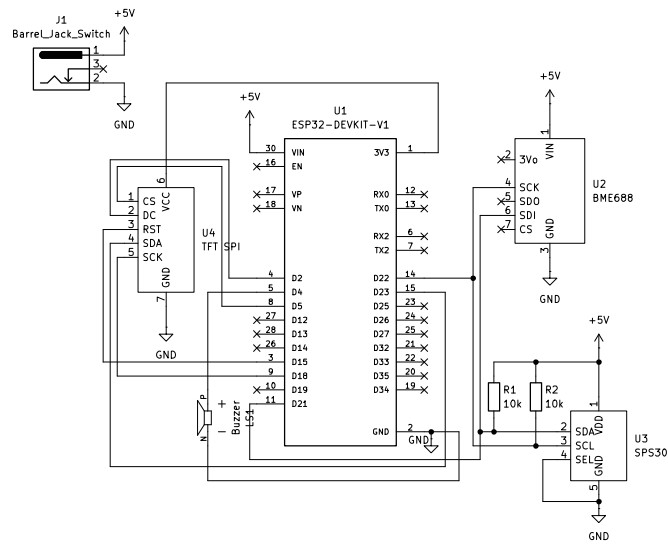 J1
Barrel_Jack_Switch
+5V
1
3
2
GND
+5V
U1
ESP32-DEVKIT-V1
30 VIN 3V3 1
16 EN
17 VP RX0 12
18 VN TX0 13
RX2 6
TX2 7
4 D2 D22 14
5 D4 D23 15
8 D5 D25 23
27 D12 D26 24
28 D13 D27 25
26 D14 D32 21
3 D15 D33 22
9 D18 D35 20
10 D19 D34 19
11 D21
GND 2
GND
6
VCC
1 CS
2 DC
3 RST
4 SDA
5 SCK
GND
7
U4
TFT SPI
GND
P
+
−
N
Buzzer
LS1
+5V
1
VIN
2 3Vo
4 SCK
5 SDO
6 SDI
7 CS
GND
3
U2
BME688
GND
+5V
R1
10k
R2
10k
1
VDD
2 SDA
3 SCL
4 SEL
GND
5
U3
SPS30
GND